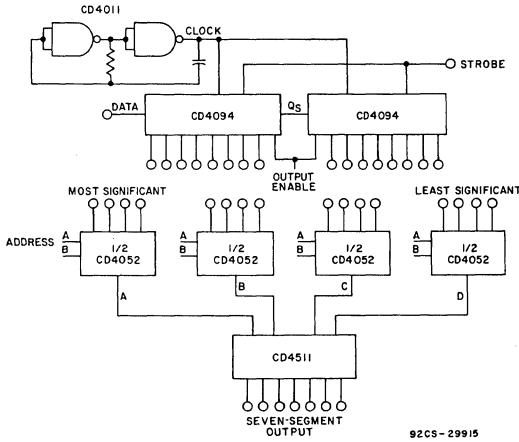 CD4011
CLOCK
STROBE
DATA
CD4094
QS
CD4094
OUTPUT
ENABLE
MOST SIGNIFICANT
LEAST SIGNIFICANT
ADDRESS
A
B
1/2
CD4052
A
B
1/2
CD4052
A
B
1/2
CD4052
A
B
1/2
CD4052
A
B
C
D
CD4511
SEVEN-SEGMENT
OUTPUT
92CS-29915